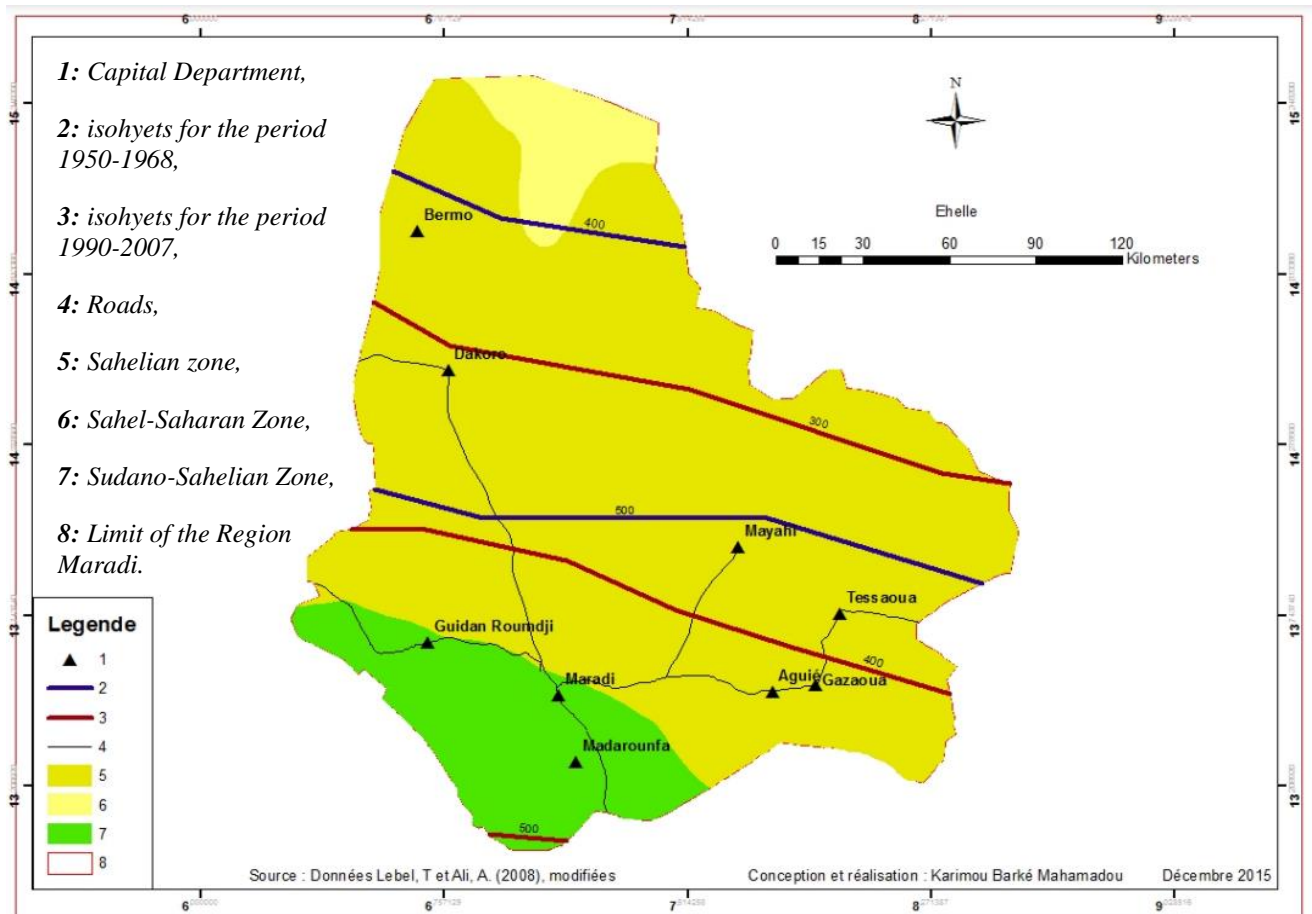 1: Capital Department,
2: isohyets for the period
1950-1968,
3: isohyets for the period
1990-2007,
4: Roads,
5: Sahelian zone,
6: Sahel-Saharan Zone,
7: Sudano-Sahelian Zone,
8: Limit of the Region
Maradi.
N
Ehelle
0 15 30 60 90 120
Kilometers
Bermo
400
Dakoro
300
500
Mayahi
Tessaoua
Guidan Roumdji
400
Maradi
Aguié
Gazaoua
Madarounfa
500
Legende
1
2
3
4
5
6
7
8
Source : Données Lebel, T et Ali, A. (2008), modifiées
Conception et réalisation : Karimou Barké Mahamadou
Décembre 2015